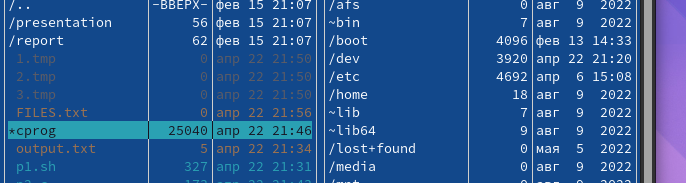 /.. -ВВЕРХ- фев 15 21:07
/presentation 56 фев 15 21:07
/report 62 фев 15 21:07
1.tmp 0 апр 22 21:50
2.tmp 0 апр 22 21:50
3.tmp 0 апр 22 21:50
FILES.txt 0 апр 22 21:56
*cprog 25040 апр 22 21:46
output.txt 5 апр 22 21:34
p1.sh 327 апр 22 21:31
/afs 0 авг 9 2022
~bin 7 авг 9 2022
/boot 4096 фев 13 14:33
/dev 3920 апр 22 21:20
/etc 4692 апр 6 15:08
/home 18 авг 9 2022
~lib 7 авг 9 2022
~lib64 9 авг 9 2022
/lost+found 0 мая 5 2022
/media 0 авг 9 2022